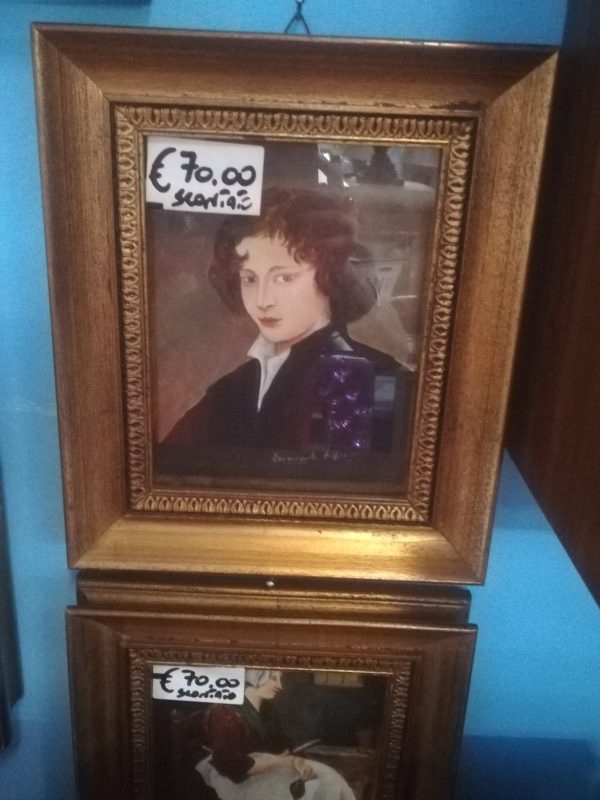 € 70.00
SCONTATO
€ 70,00
SCONTATO